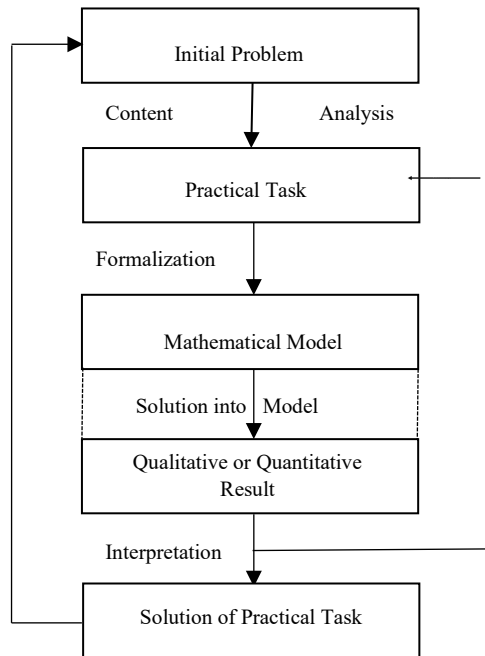 Initial Problem
Content Analysis
Practical Task
Formalization
Mathematical Model
Solution into Model
Qualitative or Quantitative
Result
Interpretation
Solution of Practical Task